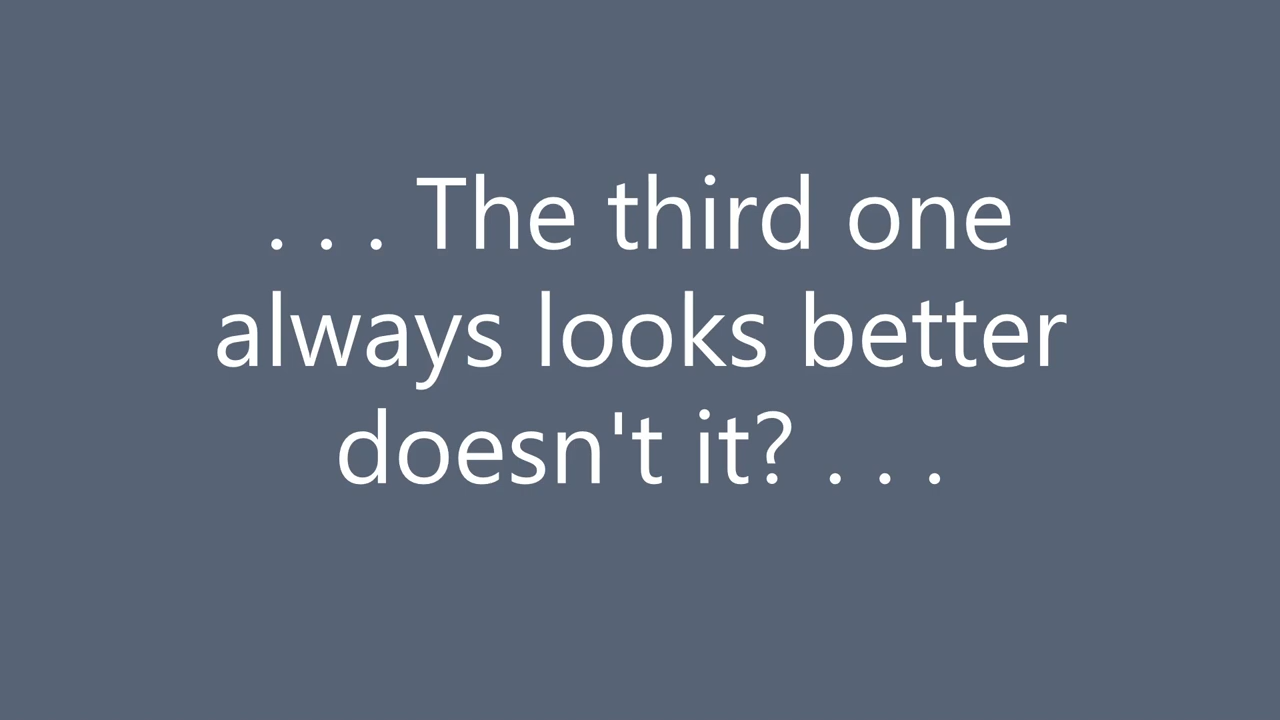 . . . The third one
always looks better
doesn't it? . . .